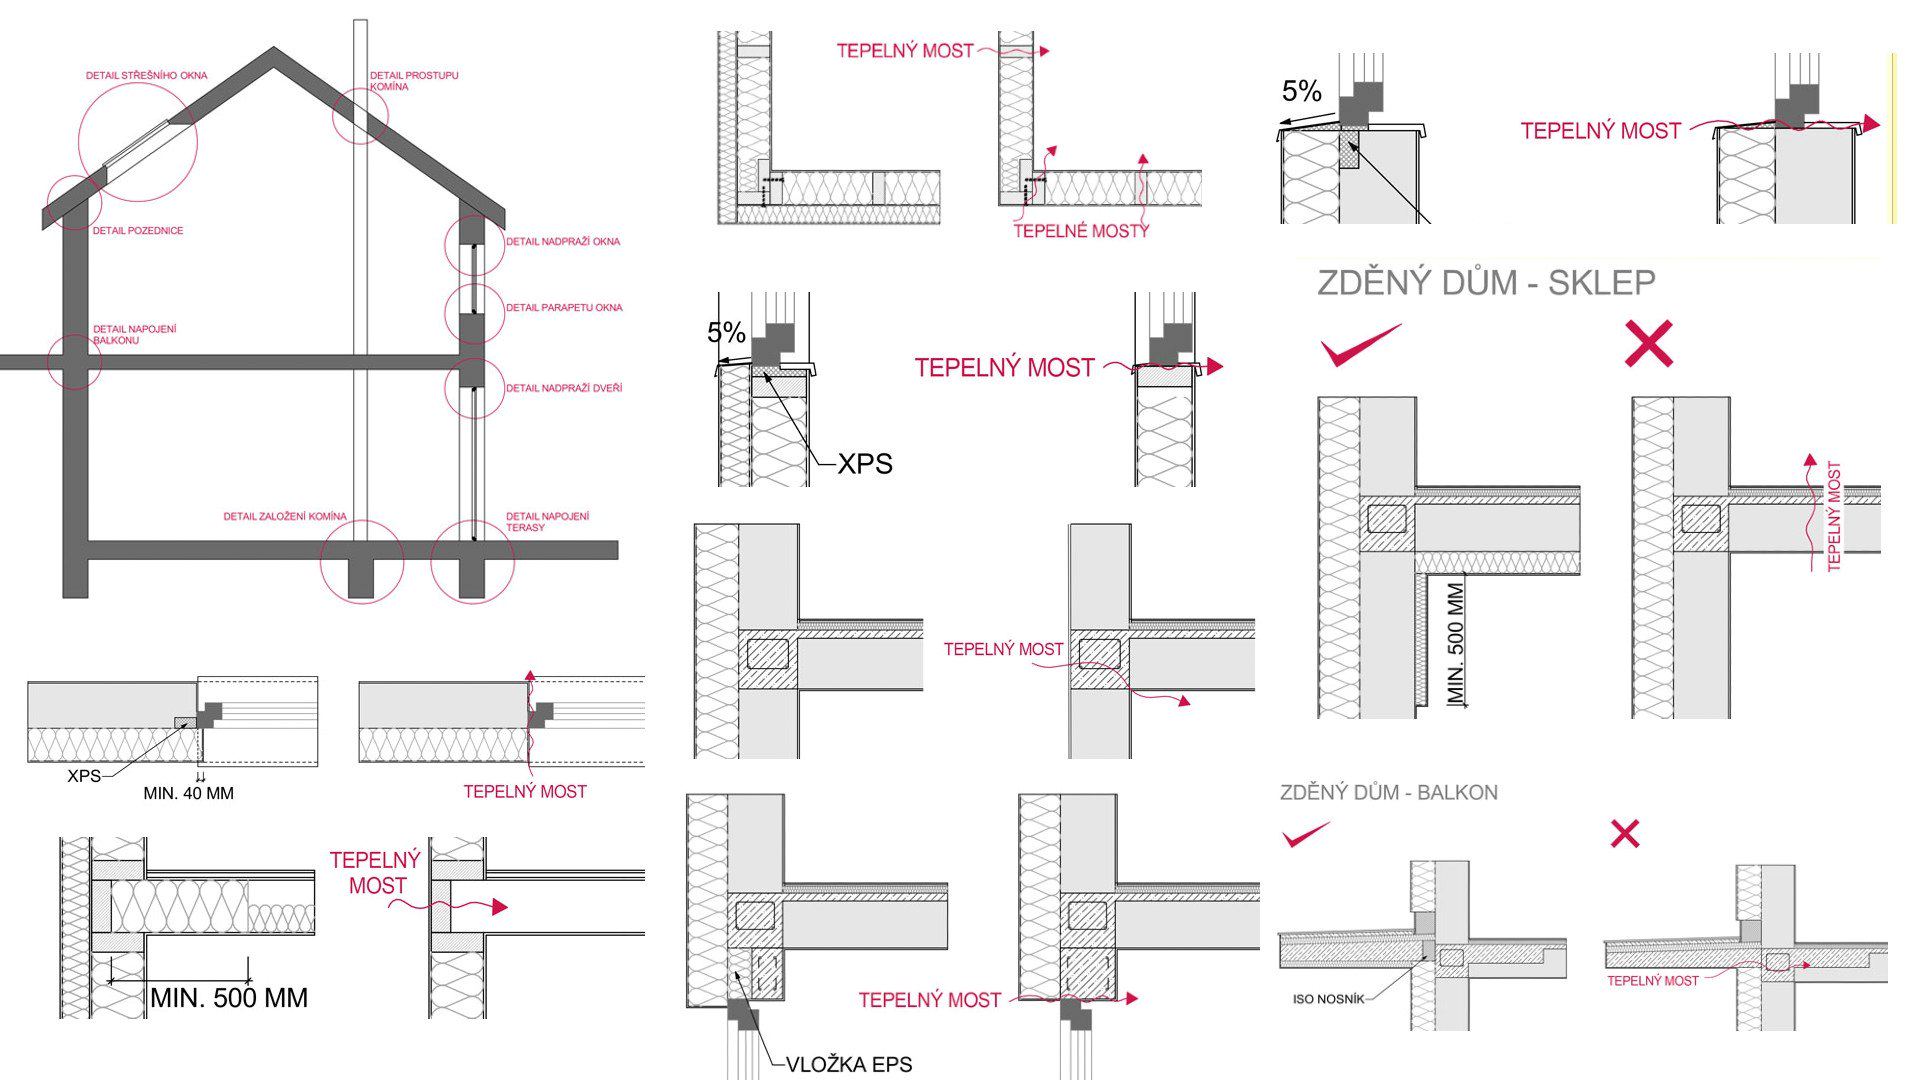 DETAIL STŘEŠNÍHO OKNA
DETAIL PROSTUPU
KOMÍNA
DETAIL POZEDNICE
DETAIL NADPRAŽÍ OKNA
DETAIL PARAPETU OKNA
DETAIL NAPOJENÍ
BALKONU
DETAIL NADPRAŽÍ DVEŘÍ
DETAIL ZALOŽENÍ KOMÍNA
DETAIL NAPOJENÍ
TERASY
XPS
MIN. 40 MM
TEPELNÝ MOST
TEPELNÝ
MOST
MIN. 500 MM
TEPELNÝ MOST
TEPELNÉ MOSTY
5%
TEPELNÝ MOST
XPS
TEPELNÝ MOST
TEPELNÝ MOST
VLOŽKA EPS
5%
TEPELNÝ MOST
ZDĚNÝ DŮM - SKLEP
MIN. 500 MM
TEPELNÝ MOST
ZDĚNÝ DŮM - BALKON
ISO NOSNÍK
TEPELNÝ MOST